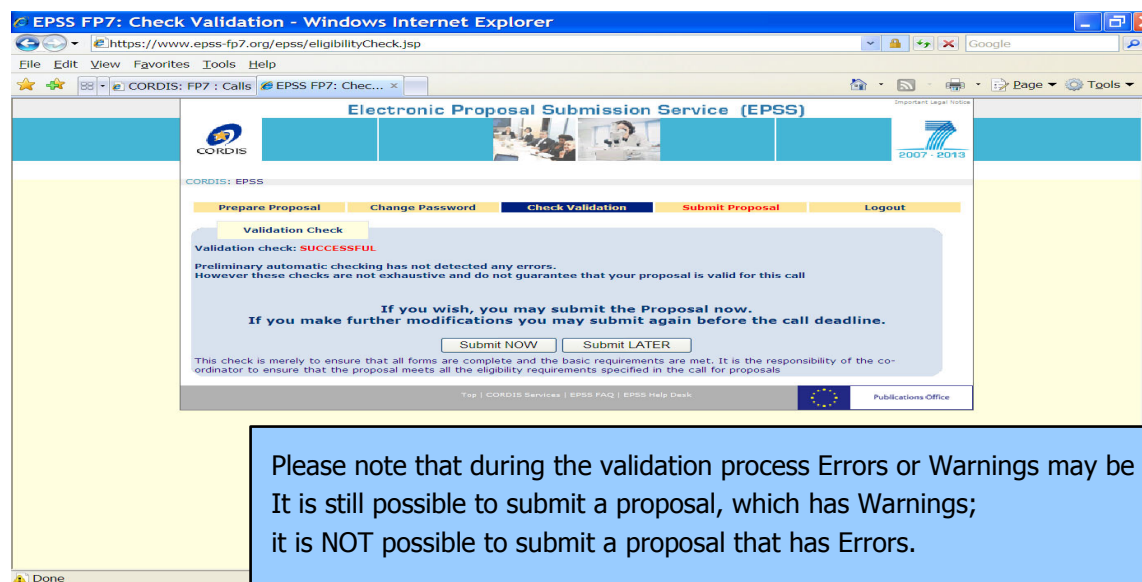 EPSS FP7: Check Validation - Windows Internet Explorer
https://www.epss-fp7.org/epss/eligibilityCheck.jsp
Google
File Edit View Favorites Tools Help
CORDIS: FP7 : Calls
EPSS FP7: Chec...
Page Tools
Electronic Proposal Submission Service (EPSS)
Important Legal Notice
CORDIS
7
2007 - 2013
CORDIS: EPSS
Prepare Proposal Change Password Check Validation Submit Proposal Logout
Validation Check
Validation check: SUCCESSFUL
Preliminary automatic checking has not detected any errors.
However these checks are not exhaustive and do not guarantee that your proposal is valid for this call
If you wish, you may submit the Proposal now.
If you make further modifications you may submit again before the call deadline.
Submit NOW Submit LATER
This check is merely to ensure that all forms are complete and the basic requirements are met. It is the responsibility of the co-
ordinator to ensure that the proposal meets all the eligibility requirements specified in the call for proposals
Top | CORDIS Services | EPSS FAQ | EPSS Help Desk
Publications Office
Please note that during the validation process Errors or Warnings may be
It is still possible to submit a proposal, which has Warnings;
it is NOT possible to submit a proposal that has Errors.
Done